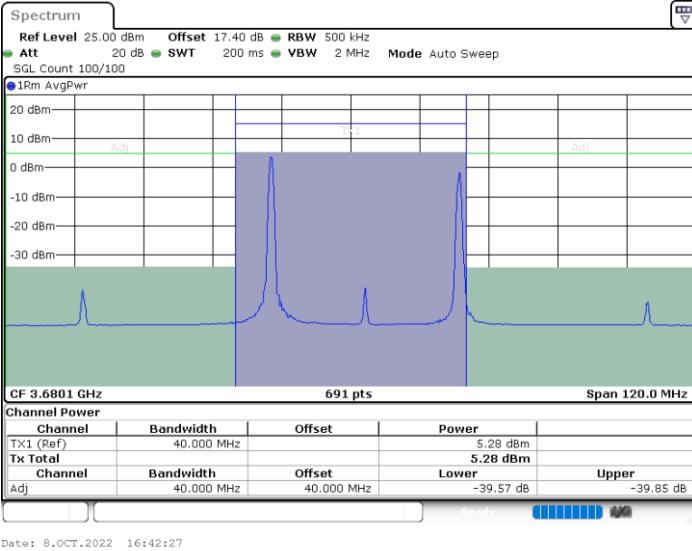 Spectrum
Ref Level 25.00 dBm Offset 17.40 dB RBW 500 kHz
Att 20 dB SWT 200 ms VBW 2 MHz Mode Auto Sweep
SGL Count 100/100
1Rm AvgPwr
20 dBm
TX1
10 dBm
Adj Adj
0 dBm
-10 dBm
-20 dBm
-30 dBm
CF 3.6801 GHz 691 pts Span 120.0 MHz
Channel Power
Channel Bandwidth Offset Power
TX1 (Ref) 40.000 MHz 5.28 dBm
Tx Total 5.28 dBm
Channel Bandwidth Offset Lower Upper
Adj 40.000 MHz 40.000 MHz -39.57 dB -39.85 dB
Ready
Date: 8.OCT.2022 16:42:27